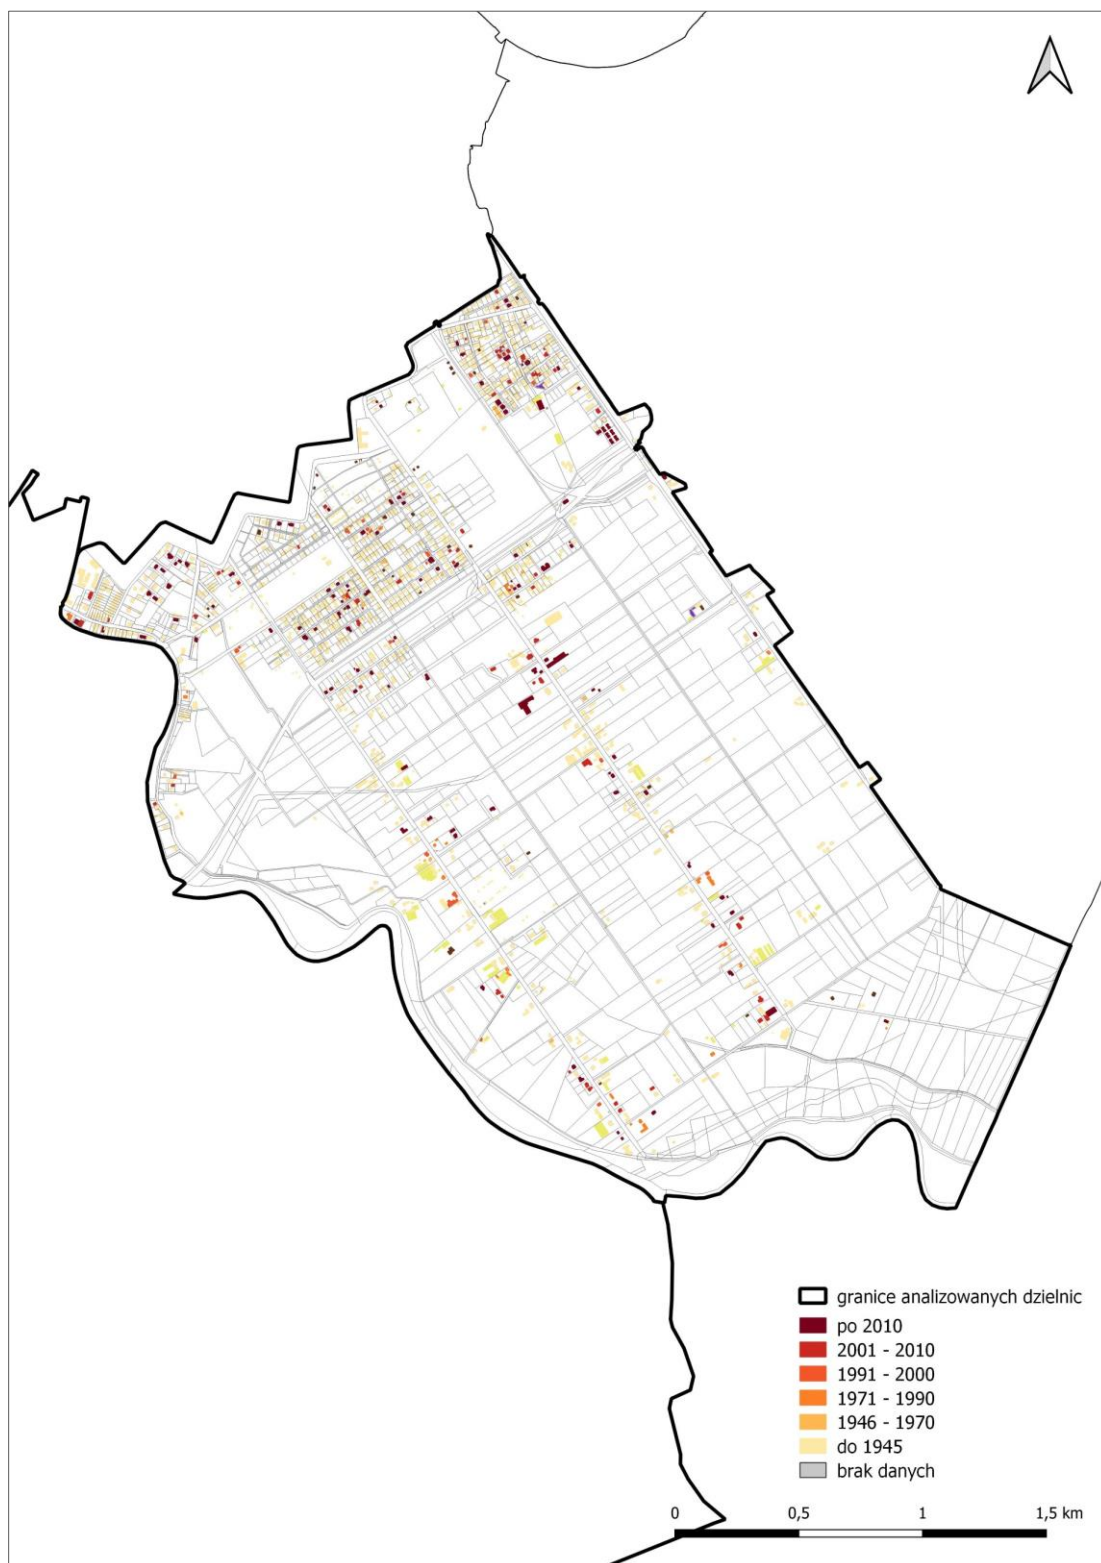 granice analizowanych dzielnic
po 2010
2001 - 2010
1991 - 2000
1971 - 1990
1946 - 1970
do 1945
brak danych
0 0,5 1 1,5 km